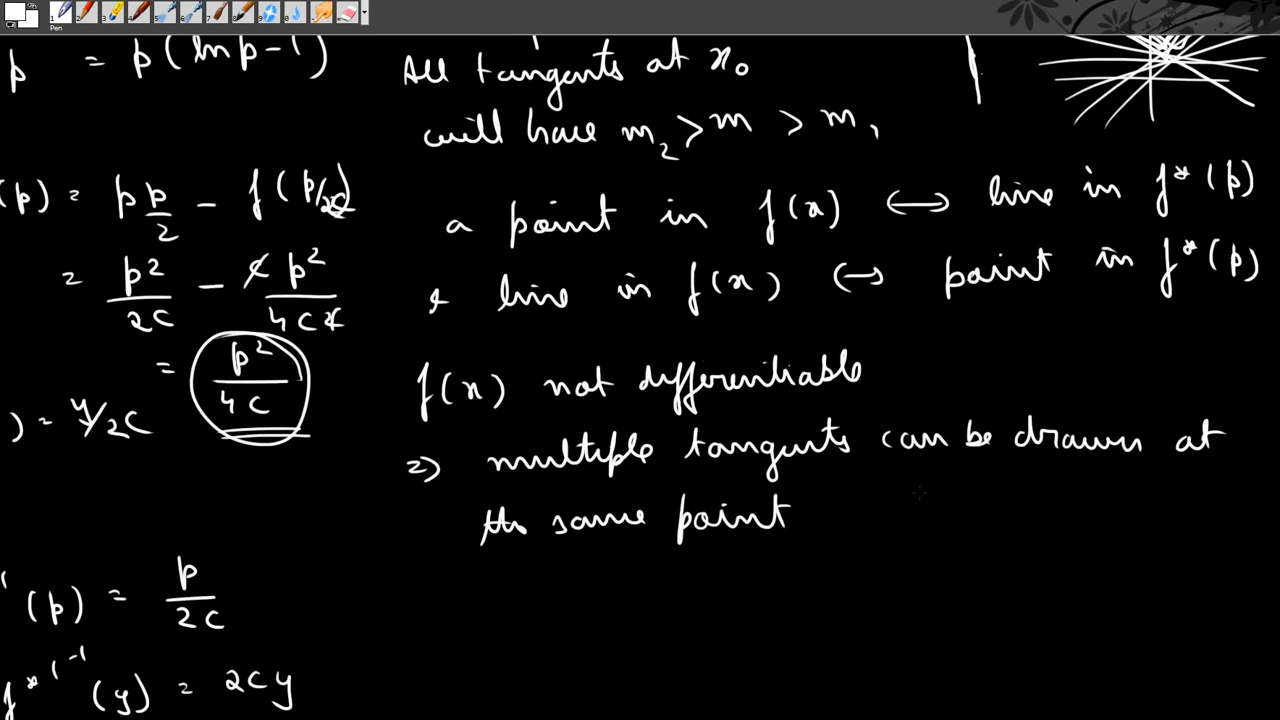 p = p(ln p-1)
(p) = p p/2 - f(p/2c)
= p²/2c - c p²/4c²
= p²/4c
) = y/2c
(p) = p/2c
f*'⁻¹(y) = 2cy
All tangents at x₀
will have m₂ > m > m₁
a point in f(x) ↔ line in f*(p)
& line in f(x) ↔ point in f*(p)
f(x) not differentiable
=) multiple tangents can be drawn at
the same point
Pen